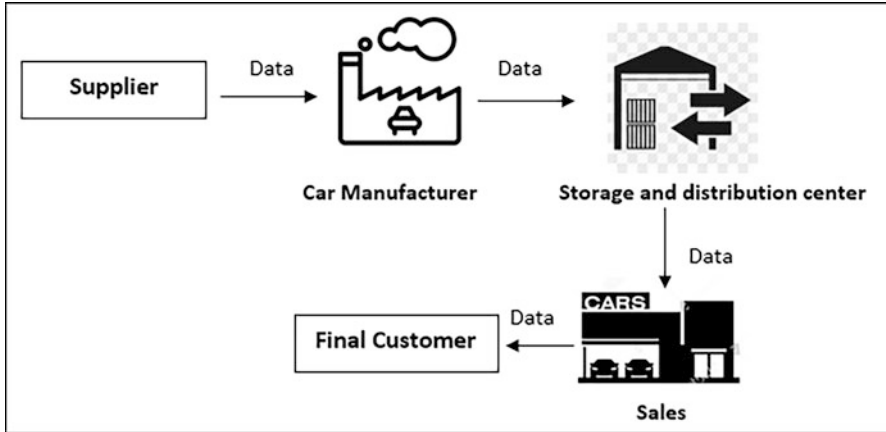 Supplier
Data
Car Manufacturer
Data
Storage and distribution center
Data
CARS
Sales
Data
Final Customer